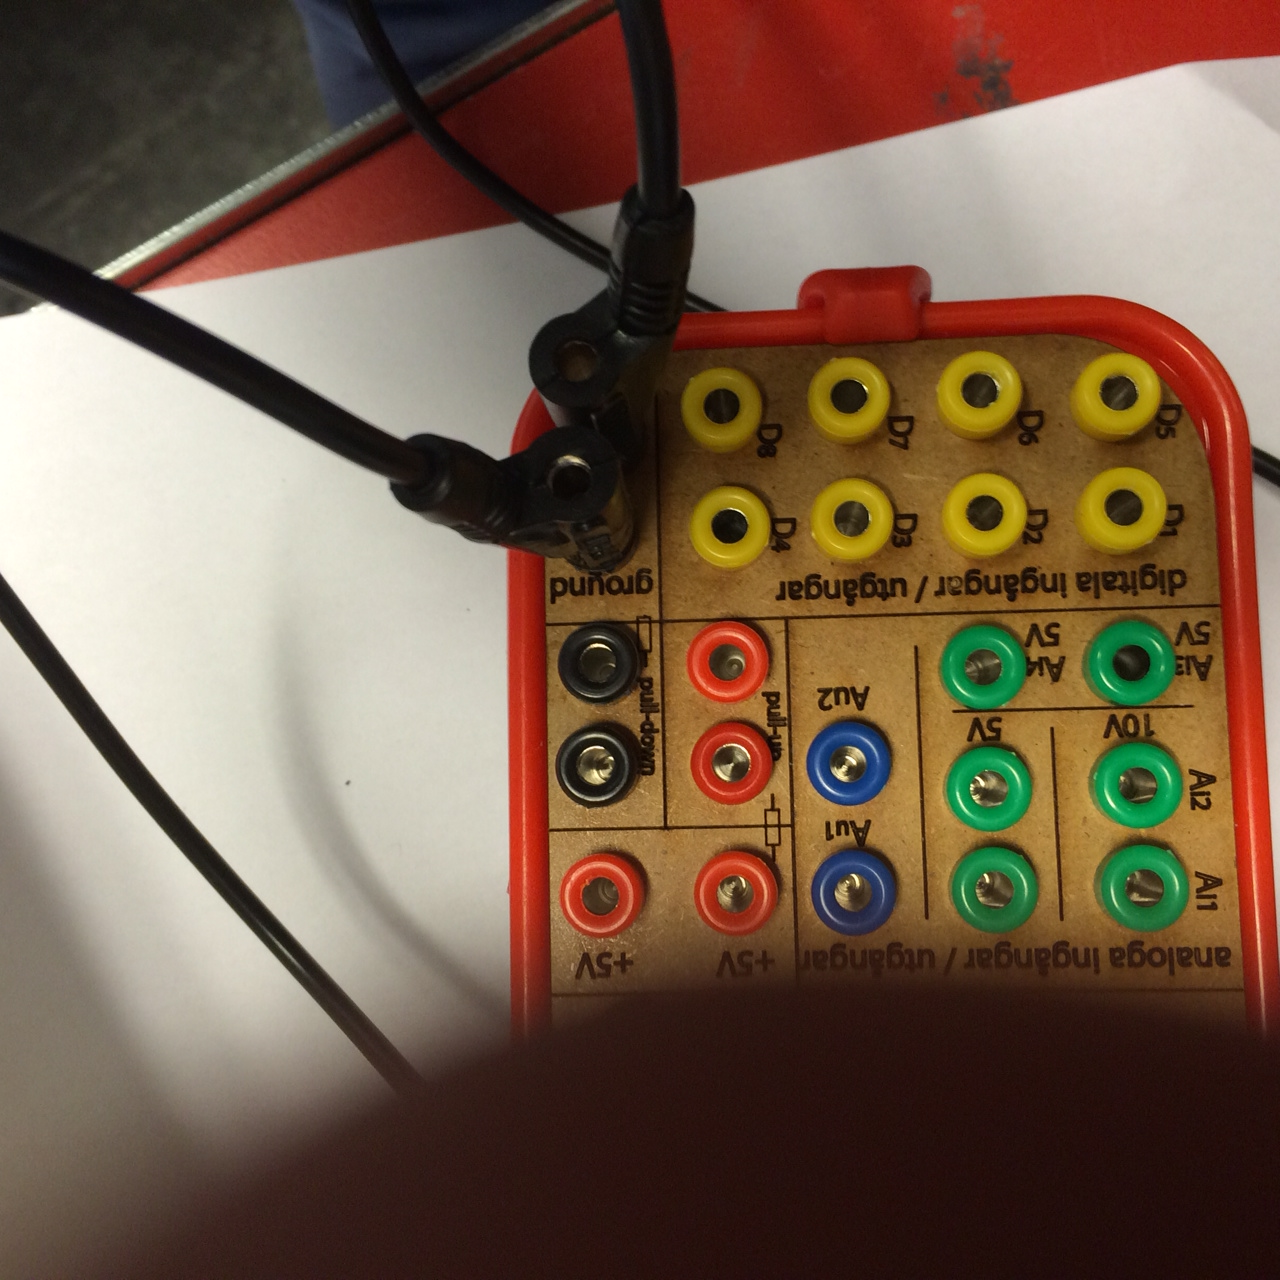 analoga ingångar / utgångar
+5V
+5V
Ai1
Au1
Ai2
10V
5V
Au2
pull-up
pull-down
Ai3
5V
Ai4
5V
digitala ingångar / utgångar
ground
D1
D2
D3
D4
D5
D6
D7
D8